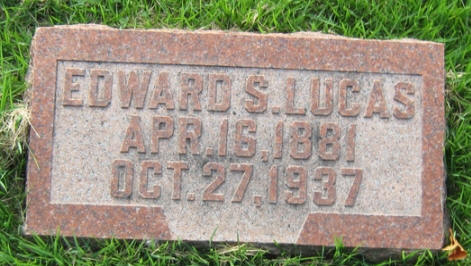 EDWARD S. LUCAS
APR. 16, 1881
OCT. 27, 1937